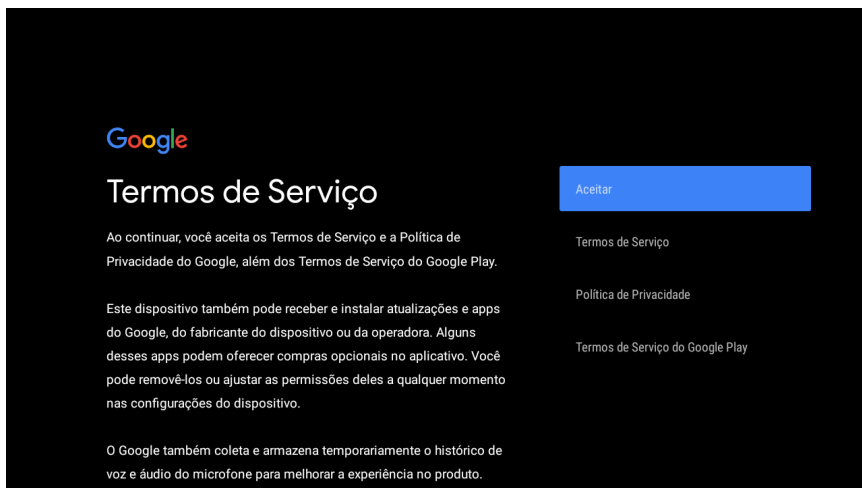 Google
Termos de Serviço
Ao continuar, você aceita os Termos de Serviço e a Política de
Privacidade do Google, além dos Termos de Serviço do Google Play.
Este dispositivo também pode receber e instalar atualizações e apps
do Google, do fabricante do dispositivo ou da operadora. Alguns
desses apps podem oferecer compras opcionais no aplicativo. Você
pode removê-los ou ajustar as permissões deles a qualquer momento
nas configurações do dispositivo.
O Google também coleta e armazena temporariamente o histórico de
voz e áudio do microfone para melhorar a experiência no produto.
Aceitar
Termos de Serviço
Política de Privacidade
Termos de Serviço do Google Play